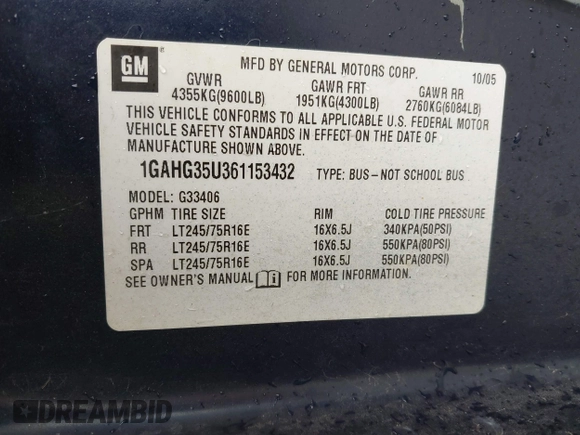 GM
MFD BY GENERAL MOTORS CORP. 10/05
GVWR GAWR FRT GAWR RR
4355KG(9600LB) 1951KG(4300LB) 2760KG(6084LB)
THIS VEHICLE CONFORMS TO ALL APPLICABLE U.S. FEDERAL MOTOR
VEHICLE SAFETY STANDARDS IN EFFECT ON THE DATE OF
MANUFACTURE SHOWN ABOVE.
1GAHG35U361153432 TYPE: BUS–NOT SCHOOL BUS
MODEL: G33406
GPHM TIRE SIZE RIM COLD TIRE PRESSURE
FRT LT245/75R16E 16X6.5J 340KPA(50PSI)
RR LT245/75R16E 16X6.5J 550KPA(80PSI)
SPA LT245/75R16E 16X6.5J 550KPA(80PSI)
SEE OWNER'S MANUAL i FOR MORE INFORMATION.
DREAMBID